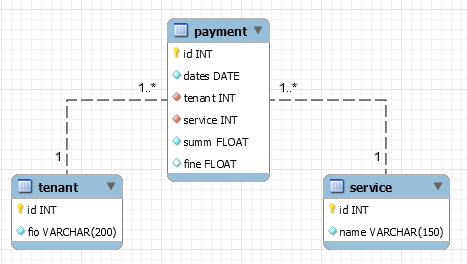 payment
id INT
dates DATE
tenant INT
service INT
summ FLOAT
fine FLOAT
1..*
1..*
1
1
tenant
id INT
fio VARCHAR(200)
service
id INT
name VARCHAR(150)